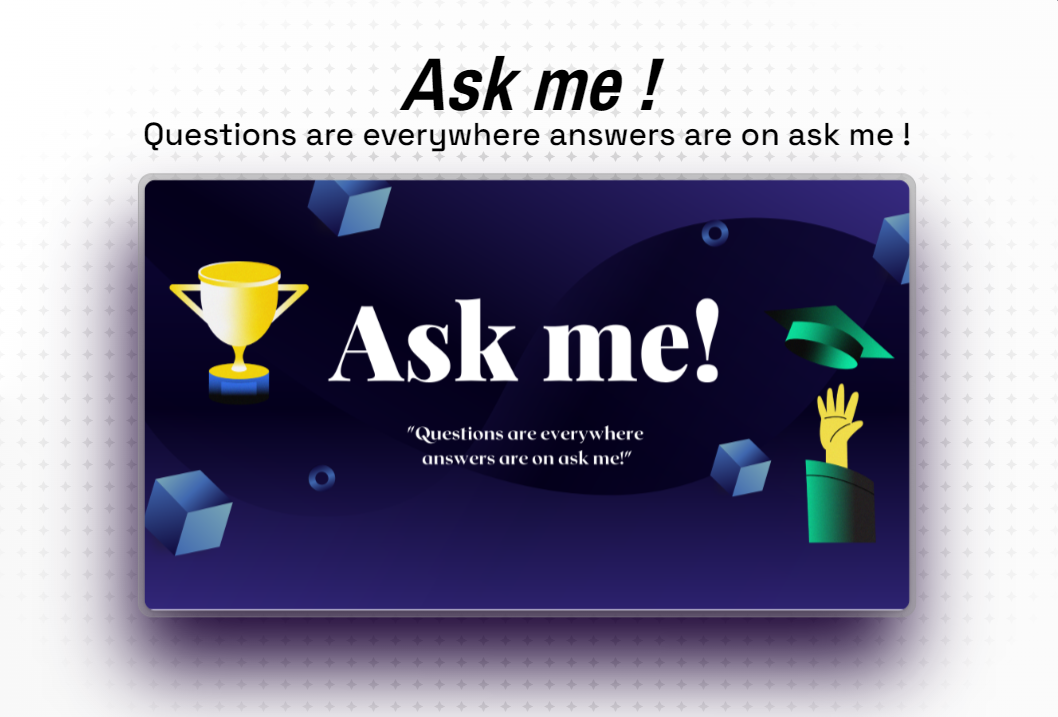 Ask me !
Questions are everywhere answers are on ask me !
Ask me!
"Questions are everywhere
answers are on ask me!"